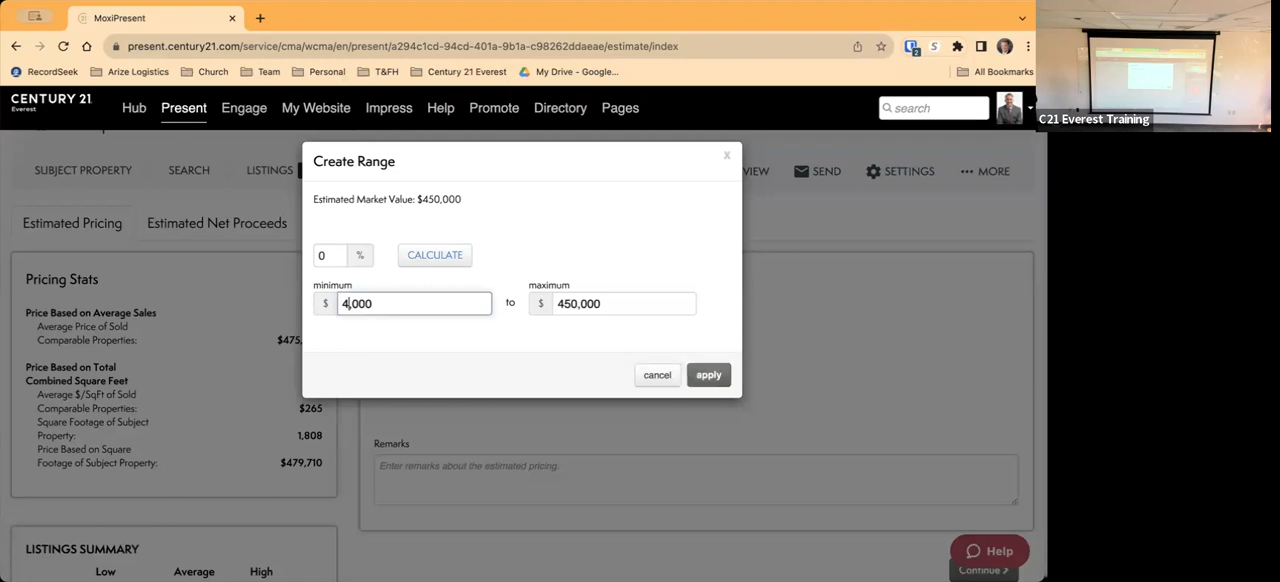 MoxiPresent
present.century21.com/service/cma/wcma/en/present/a294c1cd-94cd-401a-9b1a-c98262ddaeae/estimate/index
RecordSeek Arize Logistics Church Team Personal T&FH Century 21 Everest My Drive - Google... All Bookmarks
CENTURY 21.
Everest
Hub Present Engage My Website Impress Help Promote Directory Pages search
C21 Everest Training
SUBJECT PROPERTY SEARCH LISTINGS VIEW SEND SETTINGS ••• MORE
Create Range X
Estimated Market Value: $450,000
Estimated Pricing Estimated Net Proceeds
0 % CALCULATE
minimum maximum
$ 4,000 to $ 450,000
cancel apply
Pricing Stats
Price Based on Average Sales
Average Price of Sold
Comparable Properties: $475,
Price Based on Total
Combined Square Feet
Average $/SqFt of Sold
Comparable Properties: $265
Square Footage of Subject
Property: 1,808
Price Based on Square
Footage of Subject Property: $479,710
Remarks
Enter remarks about the estimated pricing.
LISTINGS SUMMARY
Low Average High
Help
Continue >